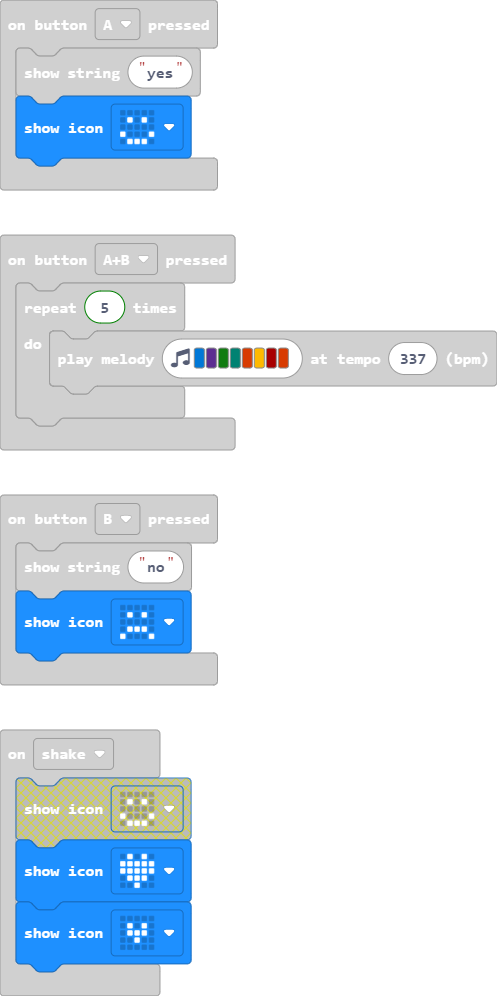 on button A pressed
show string "yes"
show icon
on button A+B pressed
repeat 5 times
do
play melody at tempo 337 (bpm)
on button B pressed
show string "no"
show icon
on shake
show icon
show icon
show icon